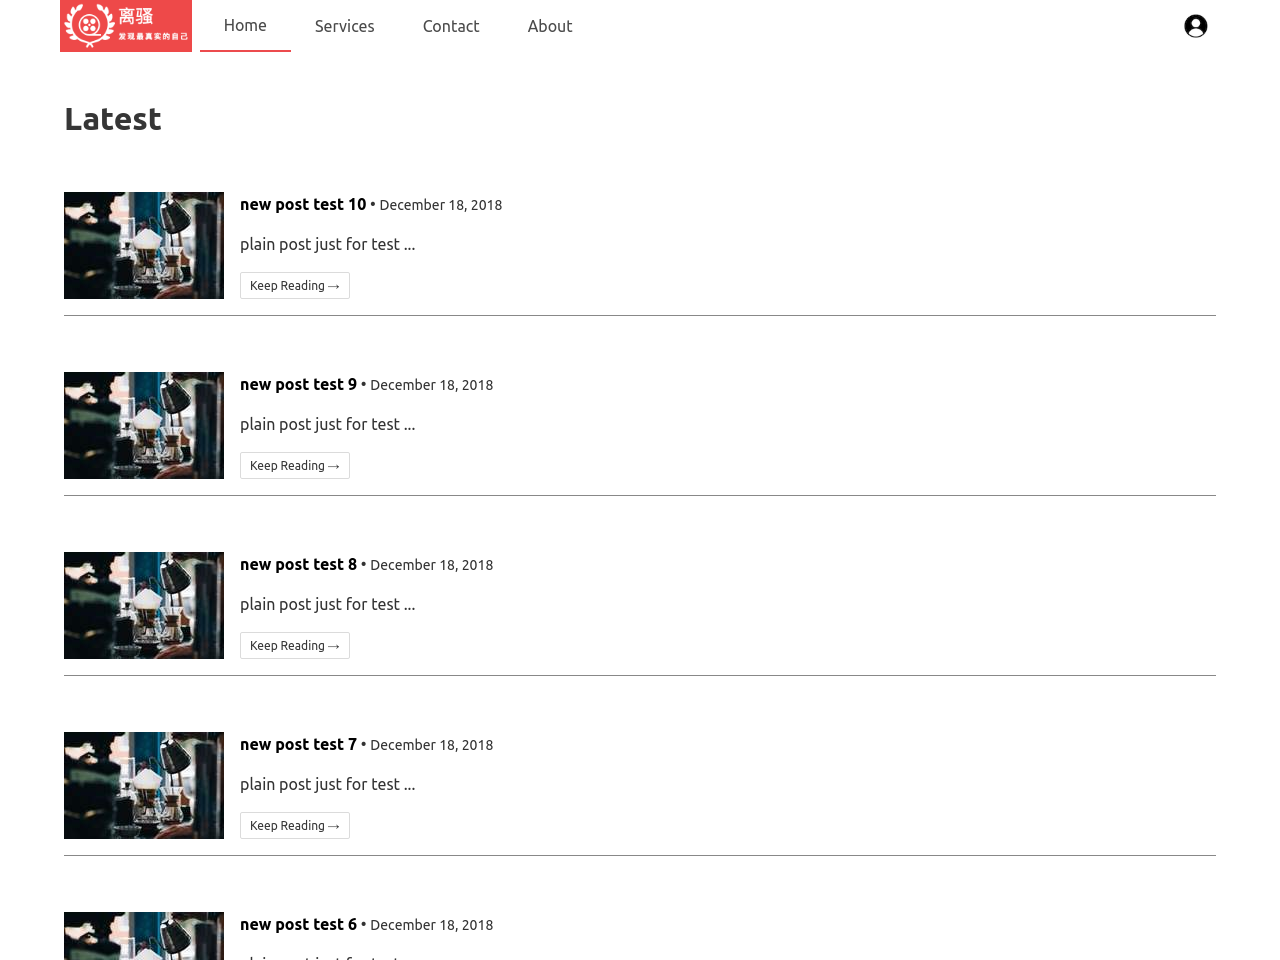 离骚
发现最真实的自己
Home Services Contact About
Latest
new post test 10 • December 18, 2018
plain post just for test ...
Keep Reading →
new post test 9 • December 18, 2018
plain post just for test ...
Keep Reading →
new post test 8 • December 18, 2018
plain post just for test ...
Keep Reading →
new post test 7 • December 18, 2018
plain post just for test ...
Keep Reading →
new post test 6 • December 18, 2018